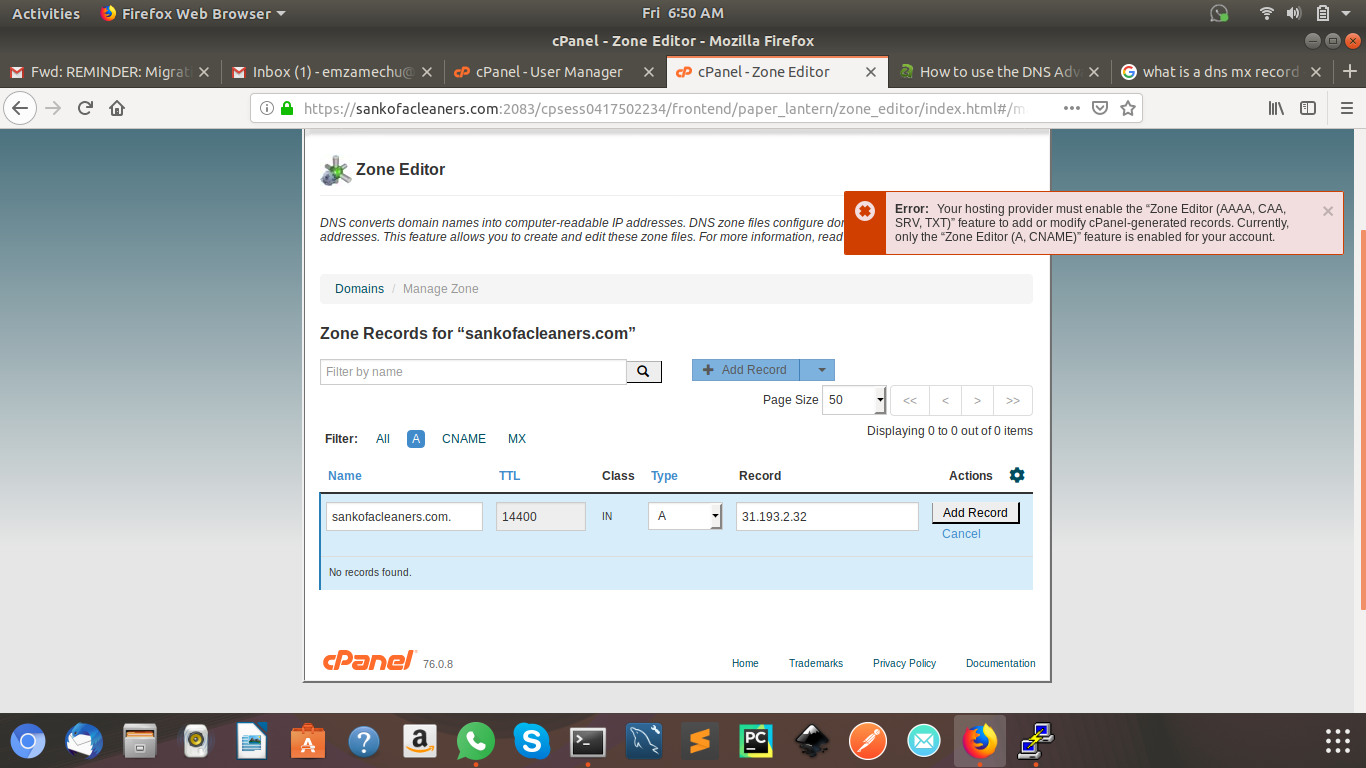 Activities Firefox Web Browser Fri 6:50 AM
cPanel - Zone Editor - Mozilla Firefox
Fwd: REMINDER: Migrat Inbox (1) - emzamechu@ cPanel - User Manager cPanel - Zone Editor How to use the DNS Adva what is a dns mx record
https://sankofacleaners.com:2083/cpsess0417502234/frontend/paper_lantern/zone_editor/index.html#/m
Zone Editor
DNS converts domain names into computer-readable IP addresses. DNS zone files configure do
addresses. This feature allows you to create and edit these zone files. For more information, read
Error: Your hosting provider must enable the “Zone Editor (AAAA, CAA,
SRV, TXT)” feature to add or modify cPanel-generated records. Currently,
only the “Zone Editor (A, CNAME)” feature is enabled for your account.
Domains / Manage Zone
Zone Records for “sankofacleaners.com”
Filter by name Add Record
Page Size 50 << < > >>
Displaying 0 to 0 out of 0 items
Filter: All A CNAME MX
Name TTL Class Type Record Actions
sankofacleaners.com. 14400 IN A 31.193.2.32 Add Record
Cancel
No records found.
cPanel 76.0.8 Home Trademarks Privacy Policy Documentation